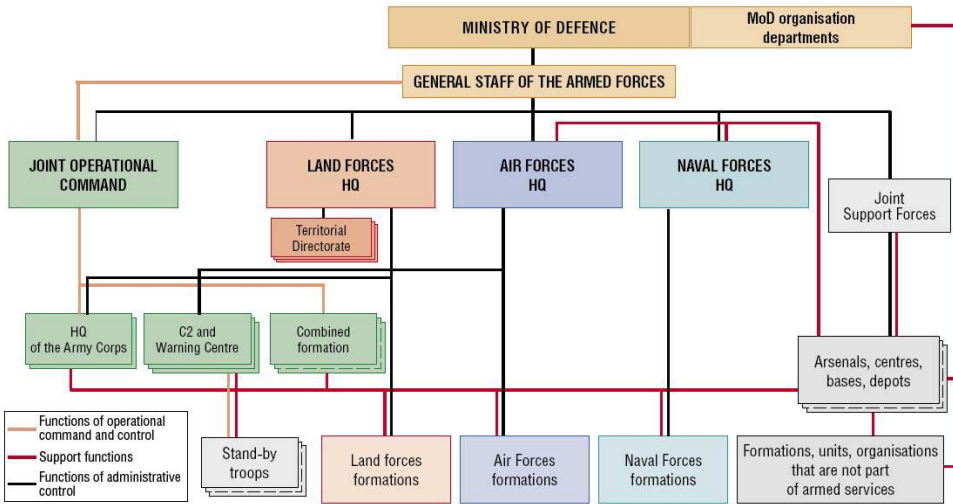 MINISTRY OF DEFENCE
MoD organisation
departments
GENERAL STAFF OF THE ARMED FORCES
JOINT OPERATIONAL
COMMAND
LAND FORCES
HQ
AIR FORCES
HQ
NAVAL FORCES
HQ
Joint
Support Forces
Territorial
Directorate
HQ
of the Army Corps
C2 and
Warning Centre
Combined
formation
Arsenals, centres,
bases, depots
Functions of operational
command and control
Support functions
Functions of administrative
control
Stand-by
troops
Land forces
formations
Air Forces
formations
Naval Forces
formations
Formations, units, organisations
that are not part
of armed services